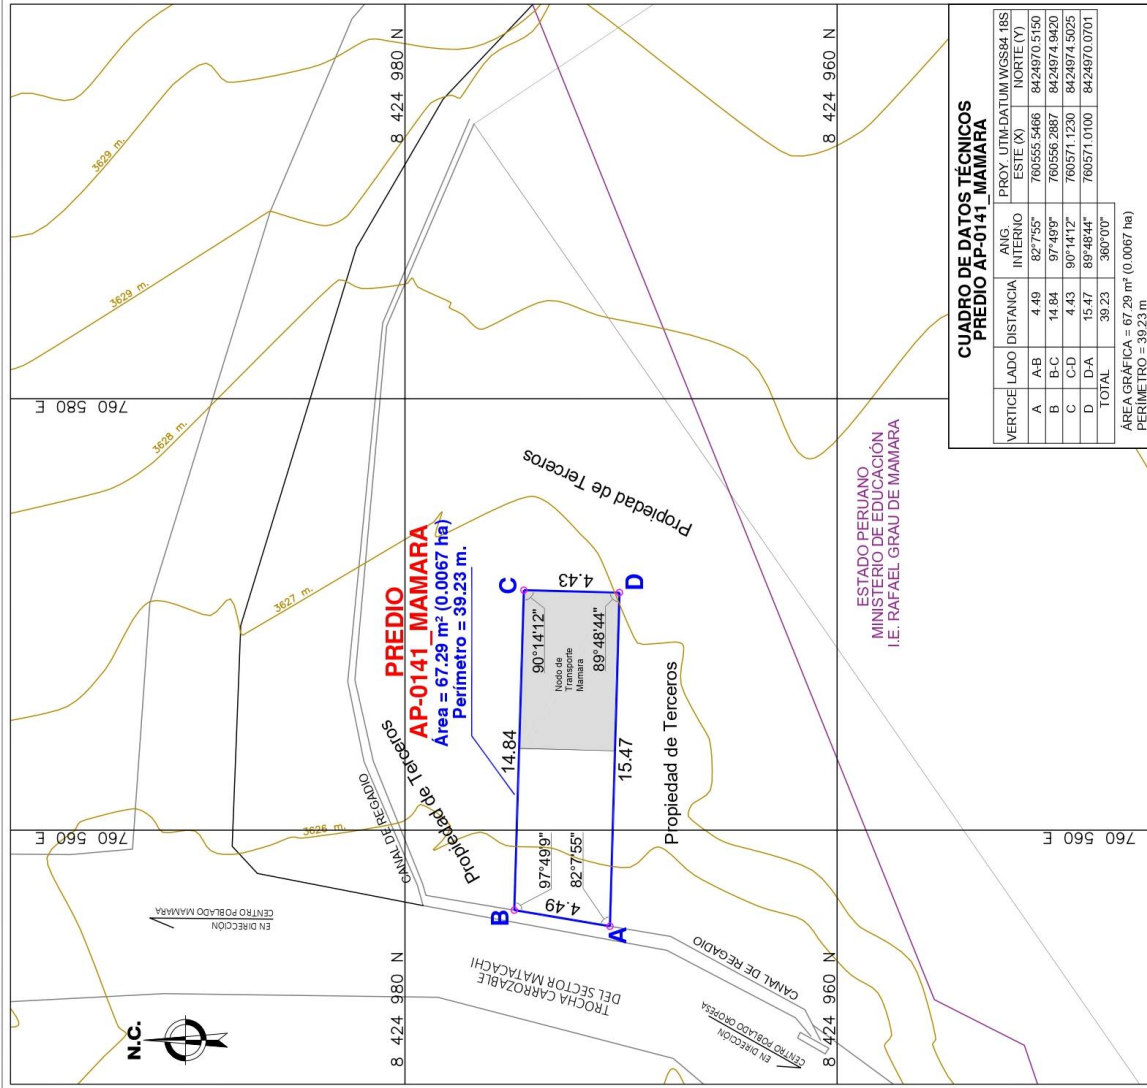 N.C.
3629 m.
3629 m.
3628 m.
3627 m.
3626 m.
8 424 980 N
8 424 980 N
8 424 960 N
8 424 960 N
760 580 E
760 560 E
760 560 E
EN DIRECCIÓN
CENTRO POBLADO MAMARA
TROCHA CARROZABLE
DEL SECTOR MATACACHI
CANAL DE REGADIO
CANAL DE REGADIO
EN DIRECCIÓN
CENTRO POBLADO OROPESA
PREDIO
AP-0141_MAMARA
Área = 67.29 m² (0.0067 ha)
Perímetro = 39.23 m.
Propiedad de Terceros
Propiedad de Terceros
Propiedad de Terceros
B
C
A
D
14.84
4.43
15.47
4.49
97°49'9"
82°7'55"
90°14'12"
89°48'44"
Nodo de
Transporte
Mamara
ESTADO PERUANO
MINISTERIO DE EDUCACIÓN
I.E. RAFAEL GRAU DE MAMARA
CUADRO DE DATOS TÉCNICOS
PREDIO AP-0141_MAMARA
VERTICE LADO DISTANCIA ANG. INTERNO PROY. UTM-DATUM WGS84 18S
ESTE (X) NORTE (Y)
A A-B 4.49 82°7'55" 760555.5466 8424970.5150
B B-C 14.84 97°49'9" 760556.2887 8424974.9420
C C-D 4.43 90°14'12" 760571.1230 8424974.5025
D D-A 15.47 89°48'44" 760571.0100 8424970.0701
TOTAL 39.23 360°0'0"
ÁREA GRÁFICA = 67.29 m² (0.0067 ha)
PERÍMETRO = 39.23 m